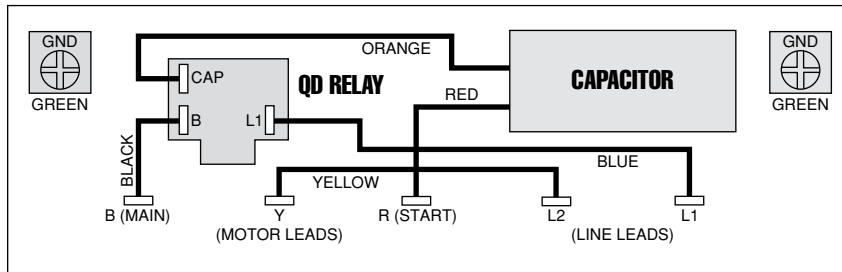 GND
GREEN
CAP
B
L1
QD RELAY
ORANGE
RED
CAPACITOR
GND
GREEN
BLACK
YELLOW
BLUE
B (MAIN)
Y
R (START)
L2
L1
(MOTOR LEADS)
(LINE LEADS)